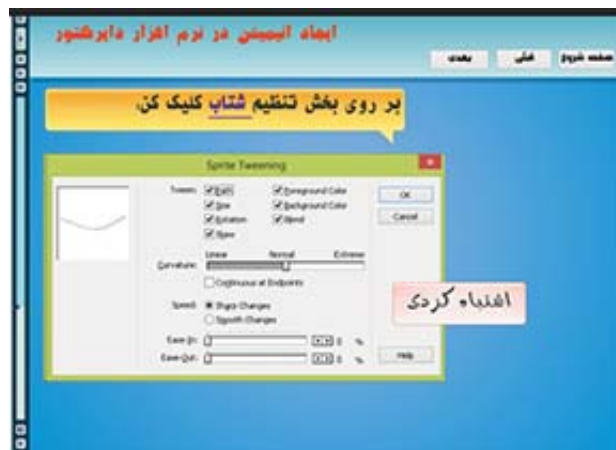 ایجاد انیمیشن در نرم افزار دایرکتور
صفحه شروع
قبلی
بعدی
بر روی بخش تنظیم شتاب کلیک کن.
Sprite Tweening
Tween: Path Foreground Color
Size Background Color
Rotation Blend
Skew
OK
Cancel
Linear Normal Extreme
Curvature:
Continuous at Endpoints
Speed: Sharp Changes
Smooth Changes
Ease-In: 0 %
Ease-Out: 0 %
Help
اشتباه کردی